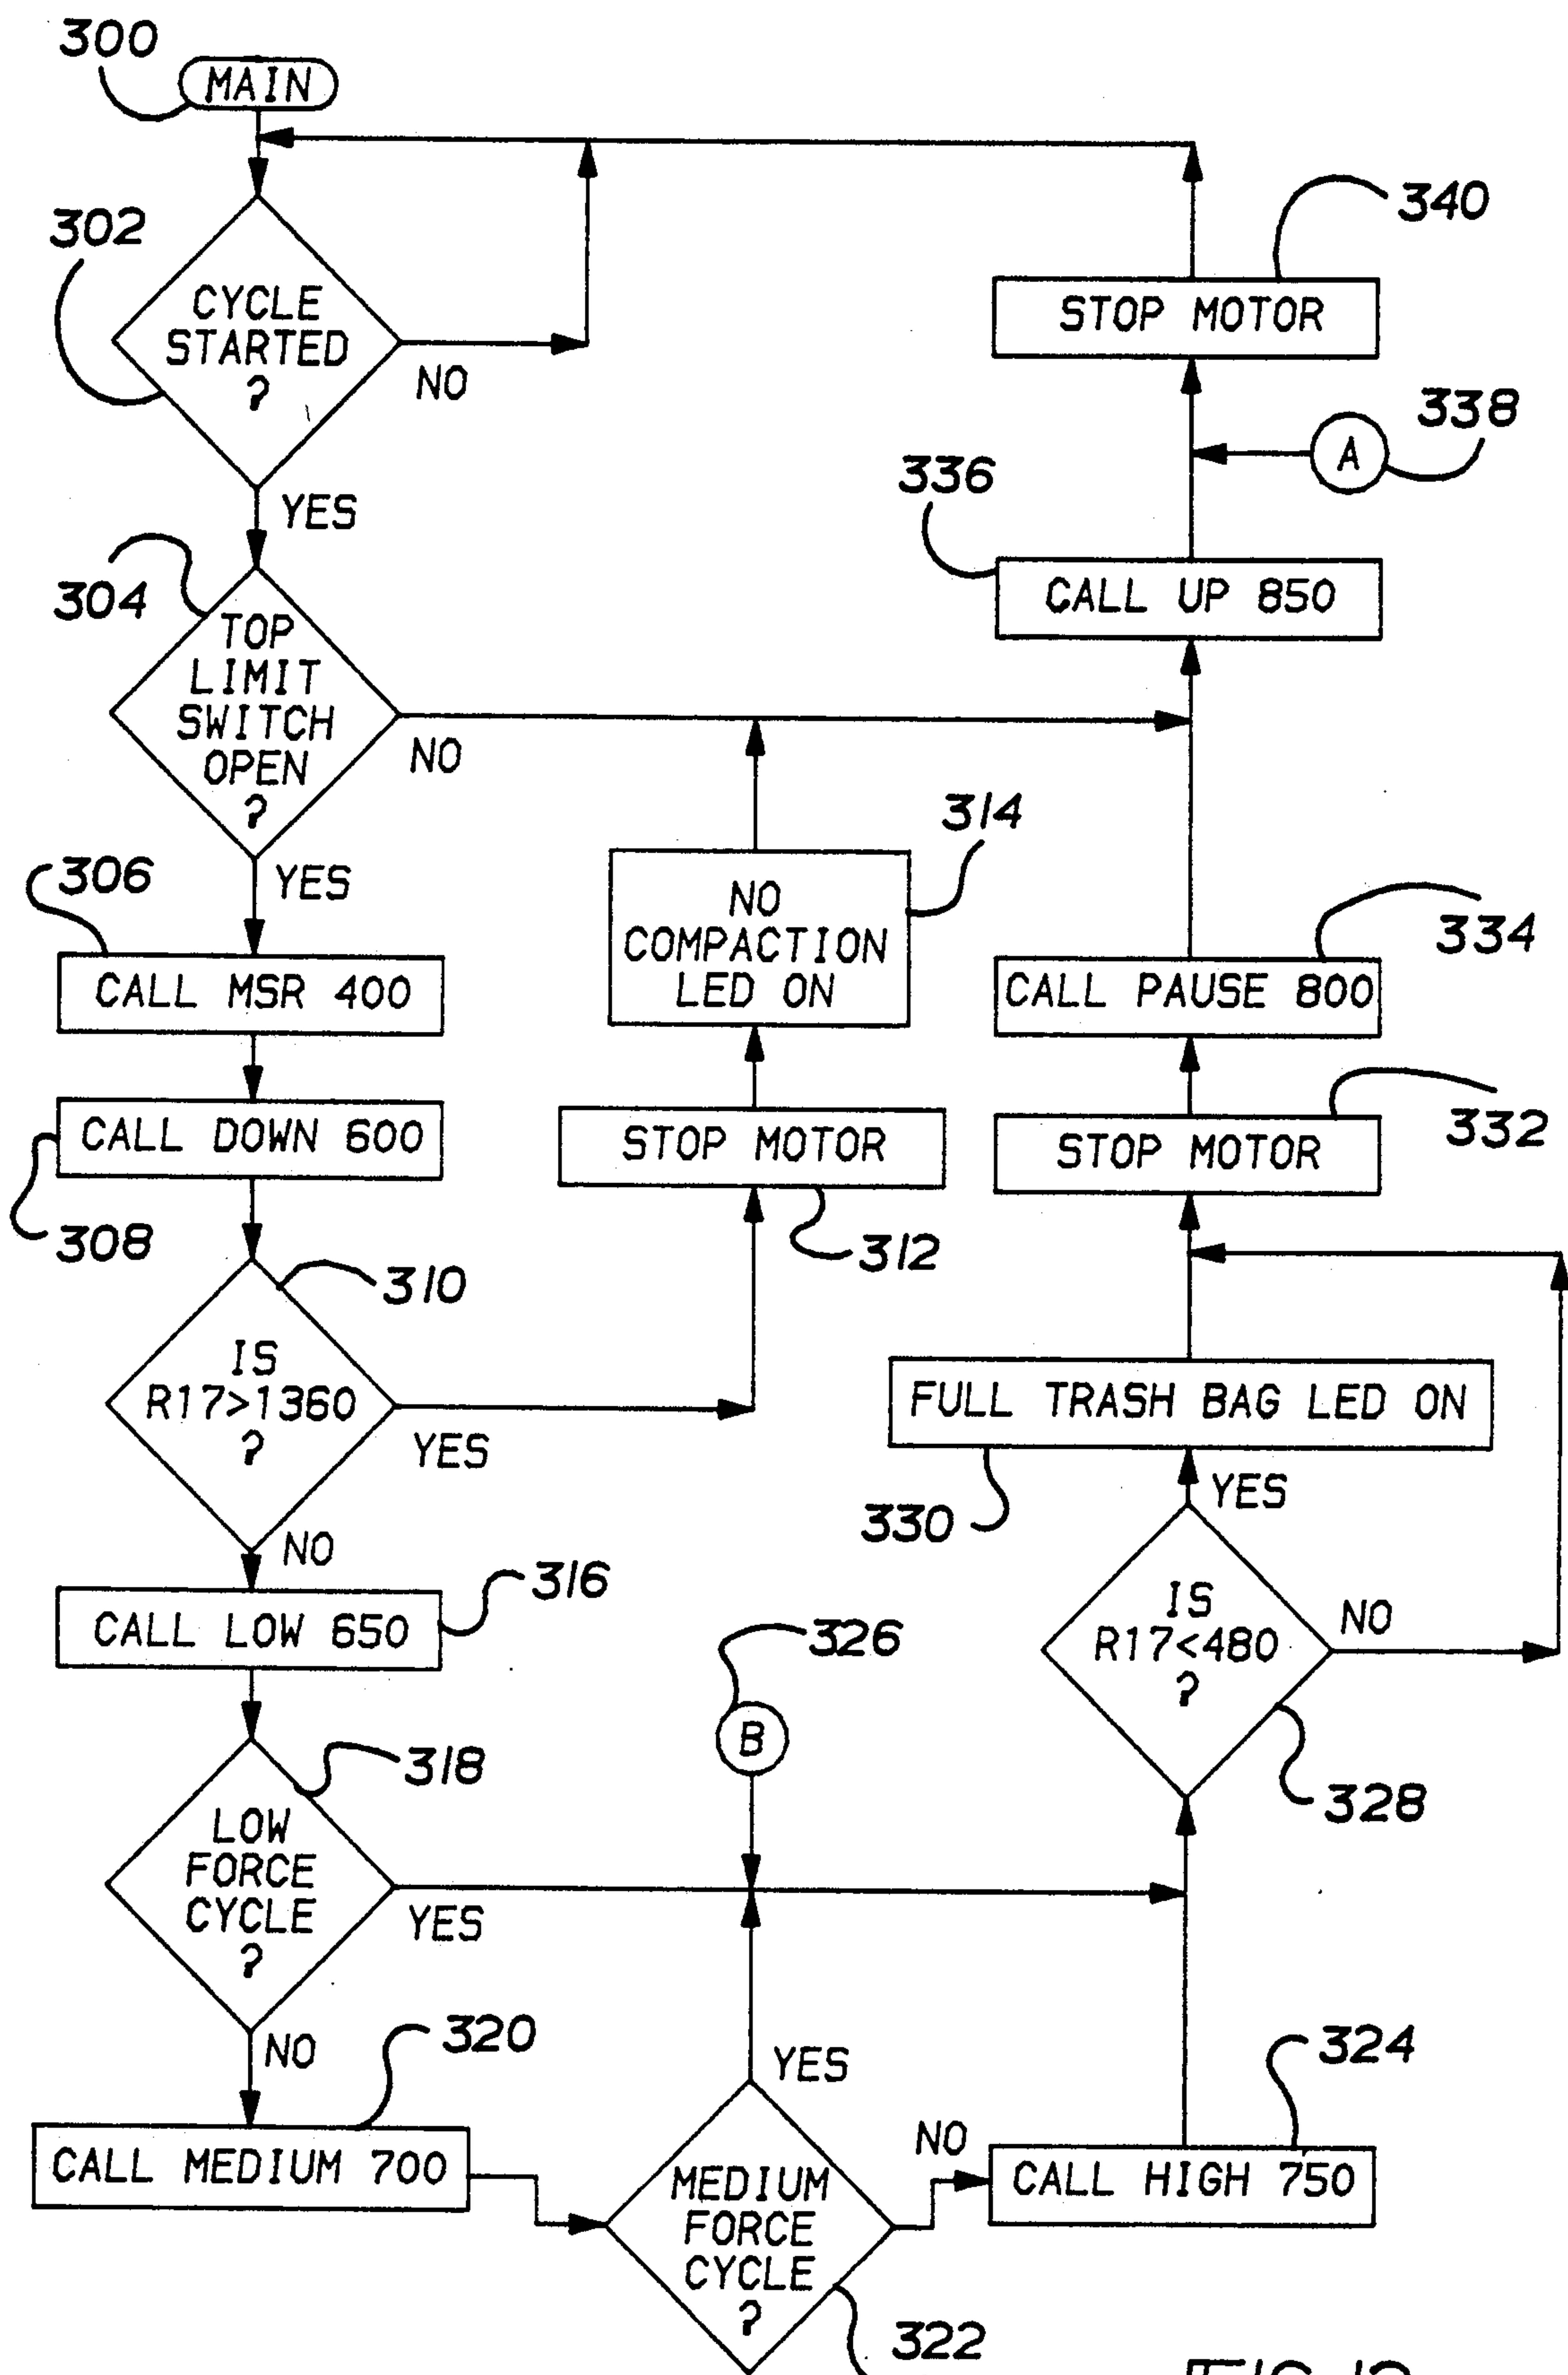 300
MAIN
302
CYCLE
STARTED
?
NO
YES
340
STOP MOTOR
338
A
336
CALL UP 850
304
TOP
LIMIT
SWITCH
OPEN
?
NO
YES
314
NO
COMPACTION
LED ON
334
CALL PAUSE 800
306
CALL MSR 400
332
STOP MOTOR
312
STOP MOTOR
CALL DOWN 600
308
310
IS
R17>1360
?
YES
NO
FULL TRASH BAG LED ON
330
YES
IS
R17<480
?
NO
328
316
CALL LOW 650
326
B
318
LOW
FORCE
CYCLE
?
YES
NO
320
CALL MEDIUM 700
YES
MEDIUM
FORCE
CYCLE
?
322
NO
324
CALL HIGH 750